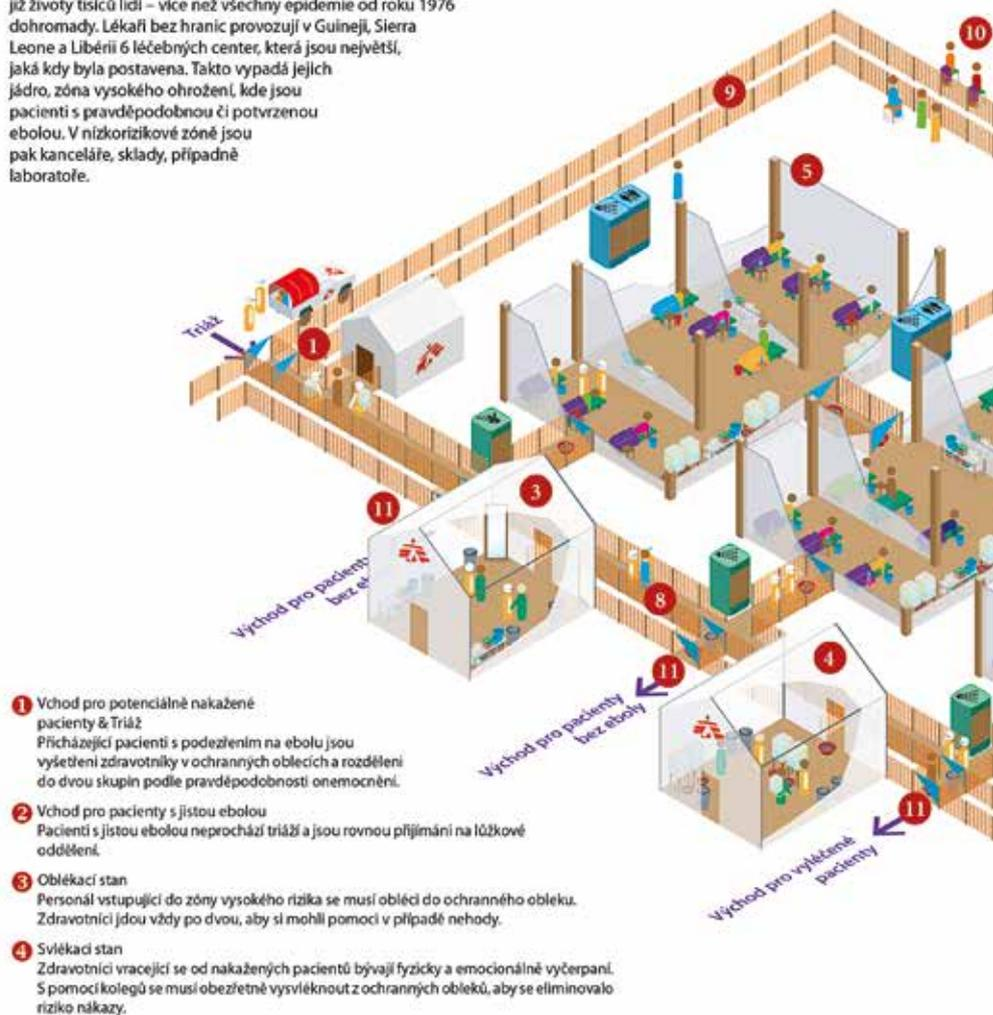 již životy tisíců lidí – více než všechny epidemie od roku 1976
dohromady. Lékaři bez hranic provozují v Guineji, Sierra
Leone a Libérii 6 léčebných center, která jsou největší,
jaká kdy byla postavena. Takto vypadá jejich
jádro, zóna vysokého ohrožení, kde jsou
pacienti s pravděpodobnou či potvrzenou
ebolou. V nízkorizikové zóně jsou
pak kanceláře, sklady, případně
laboratoře.
10
9
5
Triáž
1
11
3
Východ pro pacienty
bez
8
11
4
Východ pro pacienty
bez eboly
11
Východ pro vyléčené
pacienty
1 Vchod pro potenciálně nakažené
pacienty & Triáž
Přicházející pacienti s podezřením na ebolu jsou
vyšetřeni zdravotníky v ochranných oblecích a rozděleni
do dvou skupin podle pravděpodobnosti onemocnění.
2 Vchod pro pacienty s jistou ebolou
Pacienti s jistou ebolou neprochází triáží a jsou rovnou přijímáni na lůžkové
oddělení.
3 Oblékací stan
Personál vstupující do zóny vysokého rizika se musí obléci do ochranného obleku.
Zdravotníci jdou vždy po dvou, aby si mohli pomoci v případě nehody.
4 Svlékací stan
Zdravotníci vracející se od nakažených pacientů bývají fyzicky a emocionálně vyčerpaní.
S pomocí kolegů se musí obezřetně vysvléknout z ochranných obleků, aby se eliminovalo
riziko nákazy.